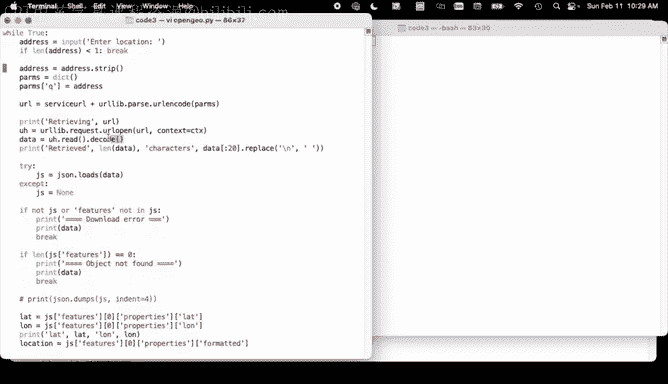 Terminal Shell Edit View Window Help
Sun Feb 11 10:29 AM
code3 — vi opengeo.py — 86×37
while True:
    address = input('Enter location: ')
    if len(address) < 1: break

    address = address.strip()
    parms = dict()
    parms['q'] = address

    url = serviceurl + urllib.parse.urlencode(parms)

    print('Retrieving', url)
    uh = urllib.request.urlopen(url, context=ctx)
    data = uh.read().decode()
    print('Retrieved', len(data), 'characters', data[:20].replace('\n', ' '))

    try:
        js = json.loads(data)
    except:
        js = None

    if not js or 'features' not in js:
        print('==== Download error ===')
        print(data)
        break

    if len(js['features']) == 0:
        print('==== Object not found ====')
        print(data)
        break

    # print(json.dumps(js, indent=4))

    lat = js['features'][0]['properties']['lat']
    lon = js['features'][0]['properties']['lon']
    print('lat', lat, 'lon', lon)
    location = js['features'][0]['properties']['formatted']
code3 — -bash — 83×36